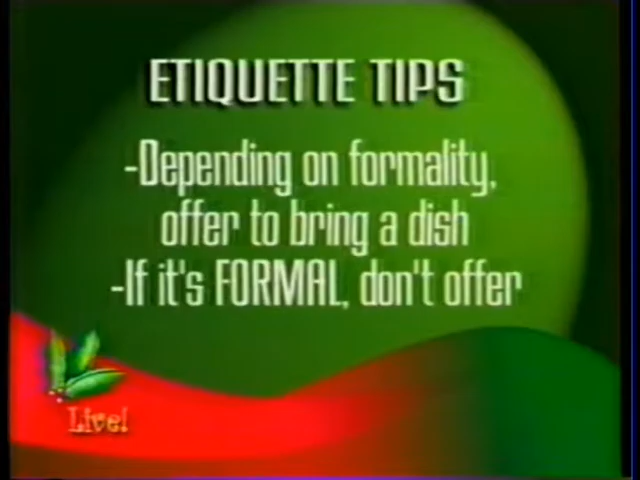 ETIQUETTE TIPS
-Depending on formality,
offer to bring a dish
-If it's FORMAL, don't offer
Live!